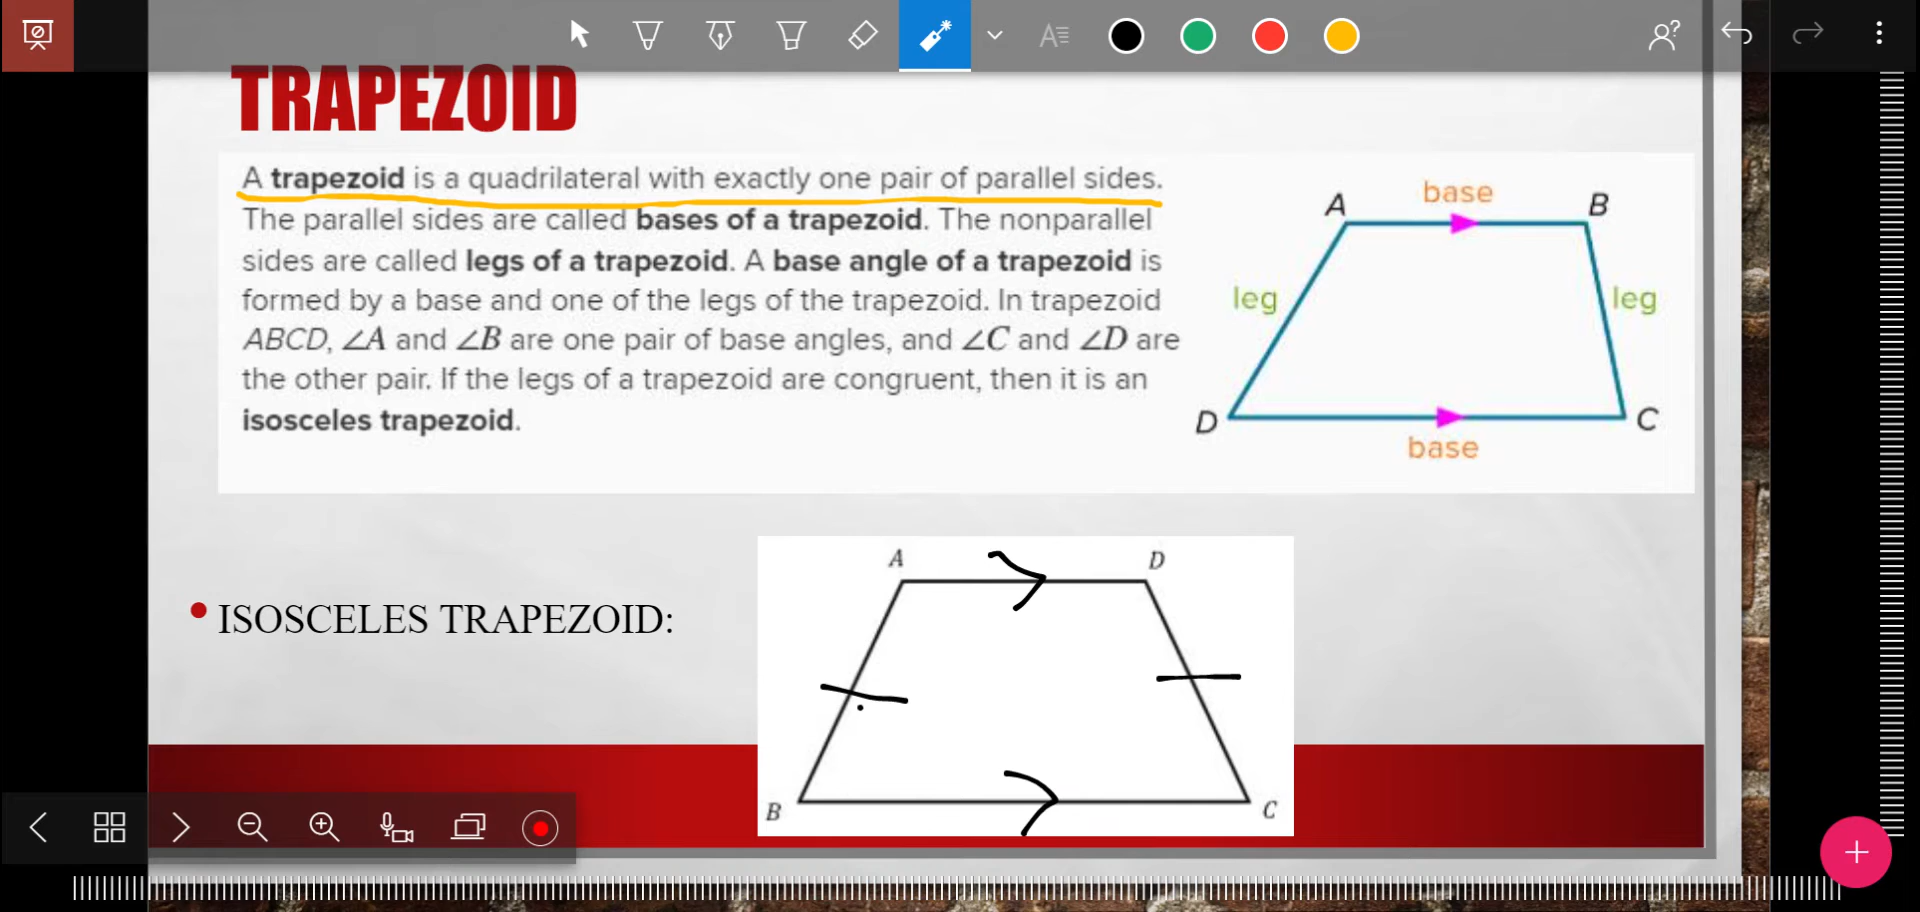 TRAPEZOID
A trapezoid is a quadrilateral with exactly one pair of parallel sides.
The parallel sides are called bases of a trapezoid. The nonparallel
sides are called legs of a trapezoid. A base angle of a trapezoid is
formed by a base and one of the legs of the trapezoid. In trapezoid
ABCD, ∠A and ∠B are one pair of base angles, and ∠C and ∠D are
the other pair. If the legs of a trapezoid are congruent, then it is an
isosceles trapezoid.
A base B
leg leg
D C
base
• ISOSCELES TRAPEZOID:
A D
B C